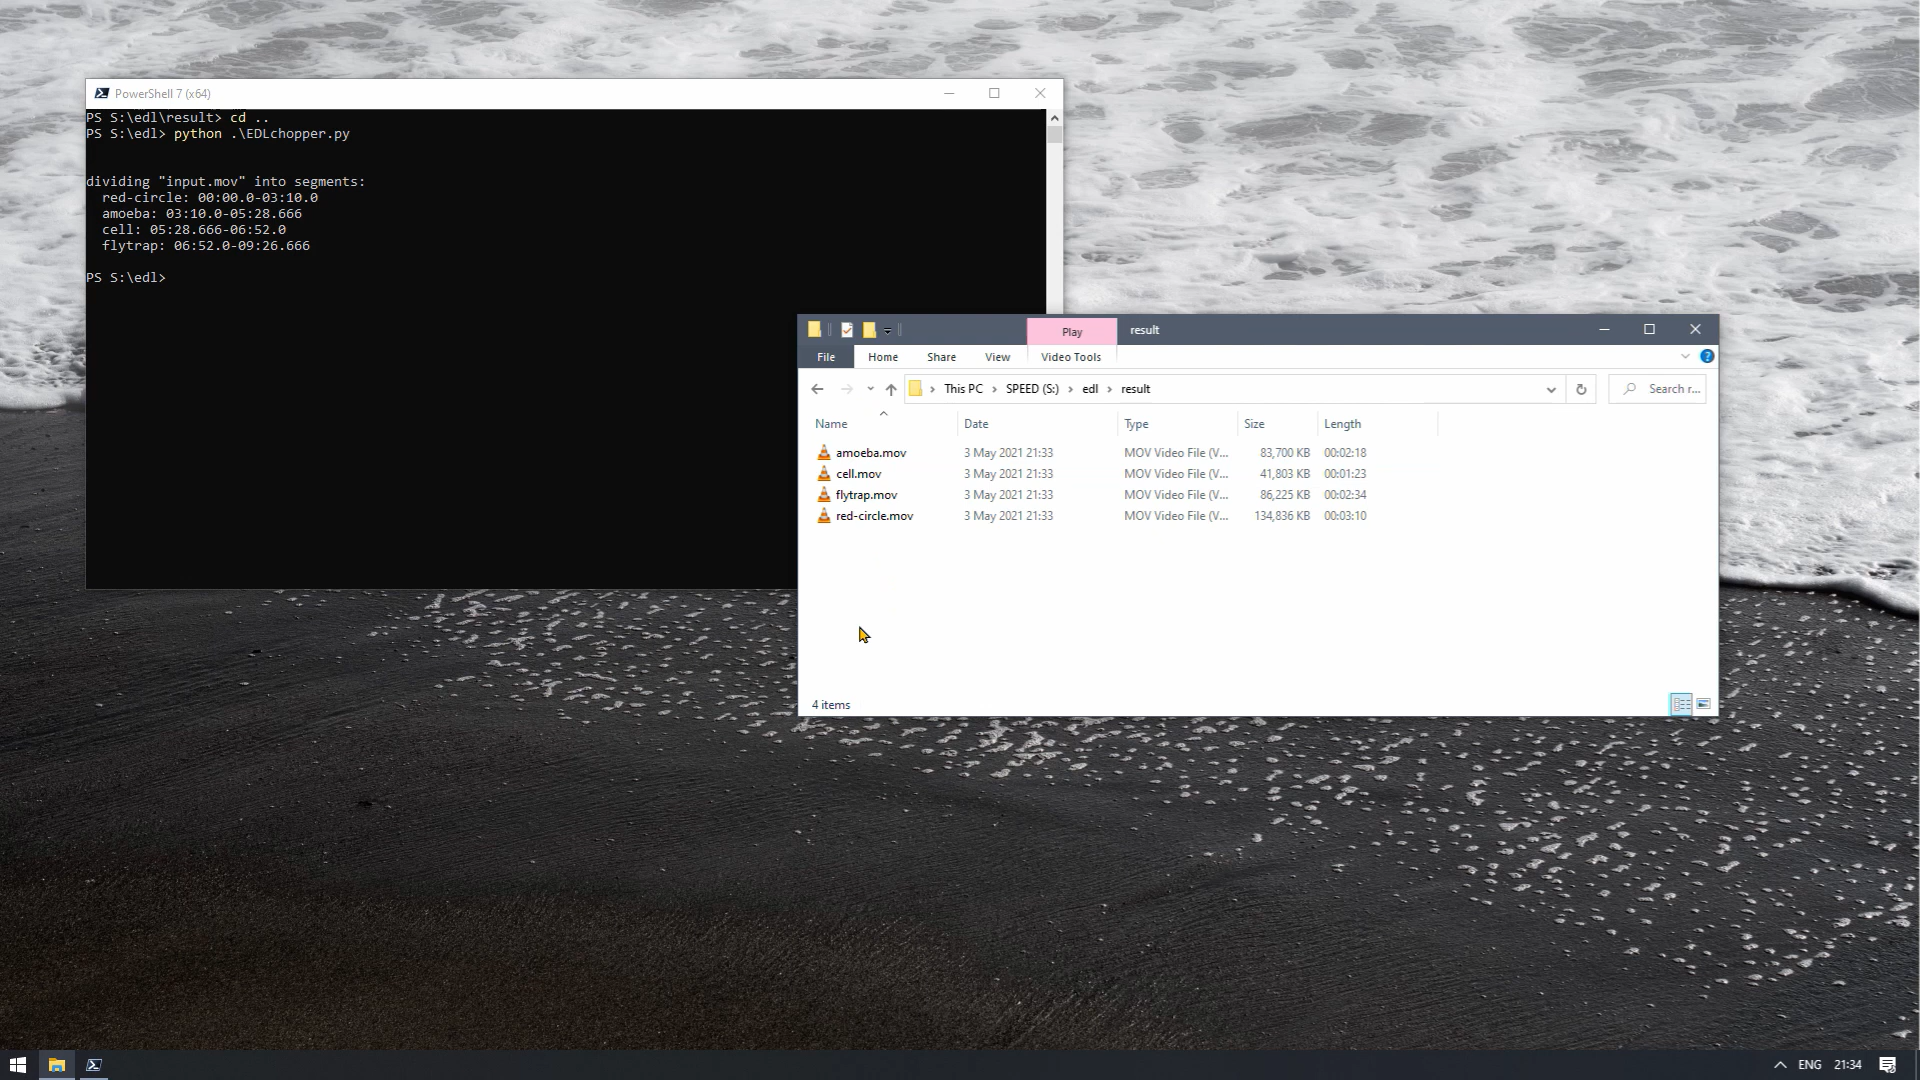 PowerShell 7 (x64)
PS S:\edl\result> cd ..
PS S:\edl> python .\EDLchopper.py
dividing "input.mov" into segments:
red-circle: 00:00.0-03:10.0
amoeba: 03:10.0-05:28.666
cell: 05:28.666-06:52.0
flytrap: 06:52.0-09:26.666
PS S:\edl>
Play result
File Home Share View Video Tools
This PC SPEED (S:) edl result Search r...
Name Date Type Size Length
amoeba.mov 3 May 2021 21:33 MOV Video File (V... 83,700 KB 00:02:18
cell.mov 3 May 2021 21:33 MOV Video File (V... 41,803 KB 00:01:23
flytrap.mov 3 May 2021 21:33 MOV Video File (V... 86,225 KB 00:02:34
red-circle.mov 3 May 2021 21:33 MOV Video File (V... 134,836 KB 00:03:10
4 items
ENG 21:34